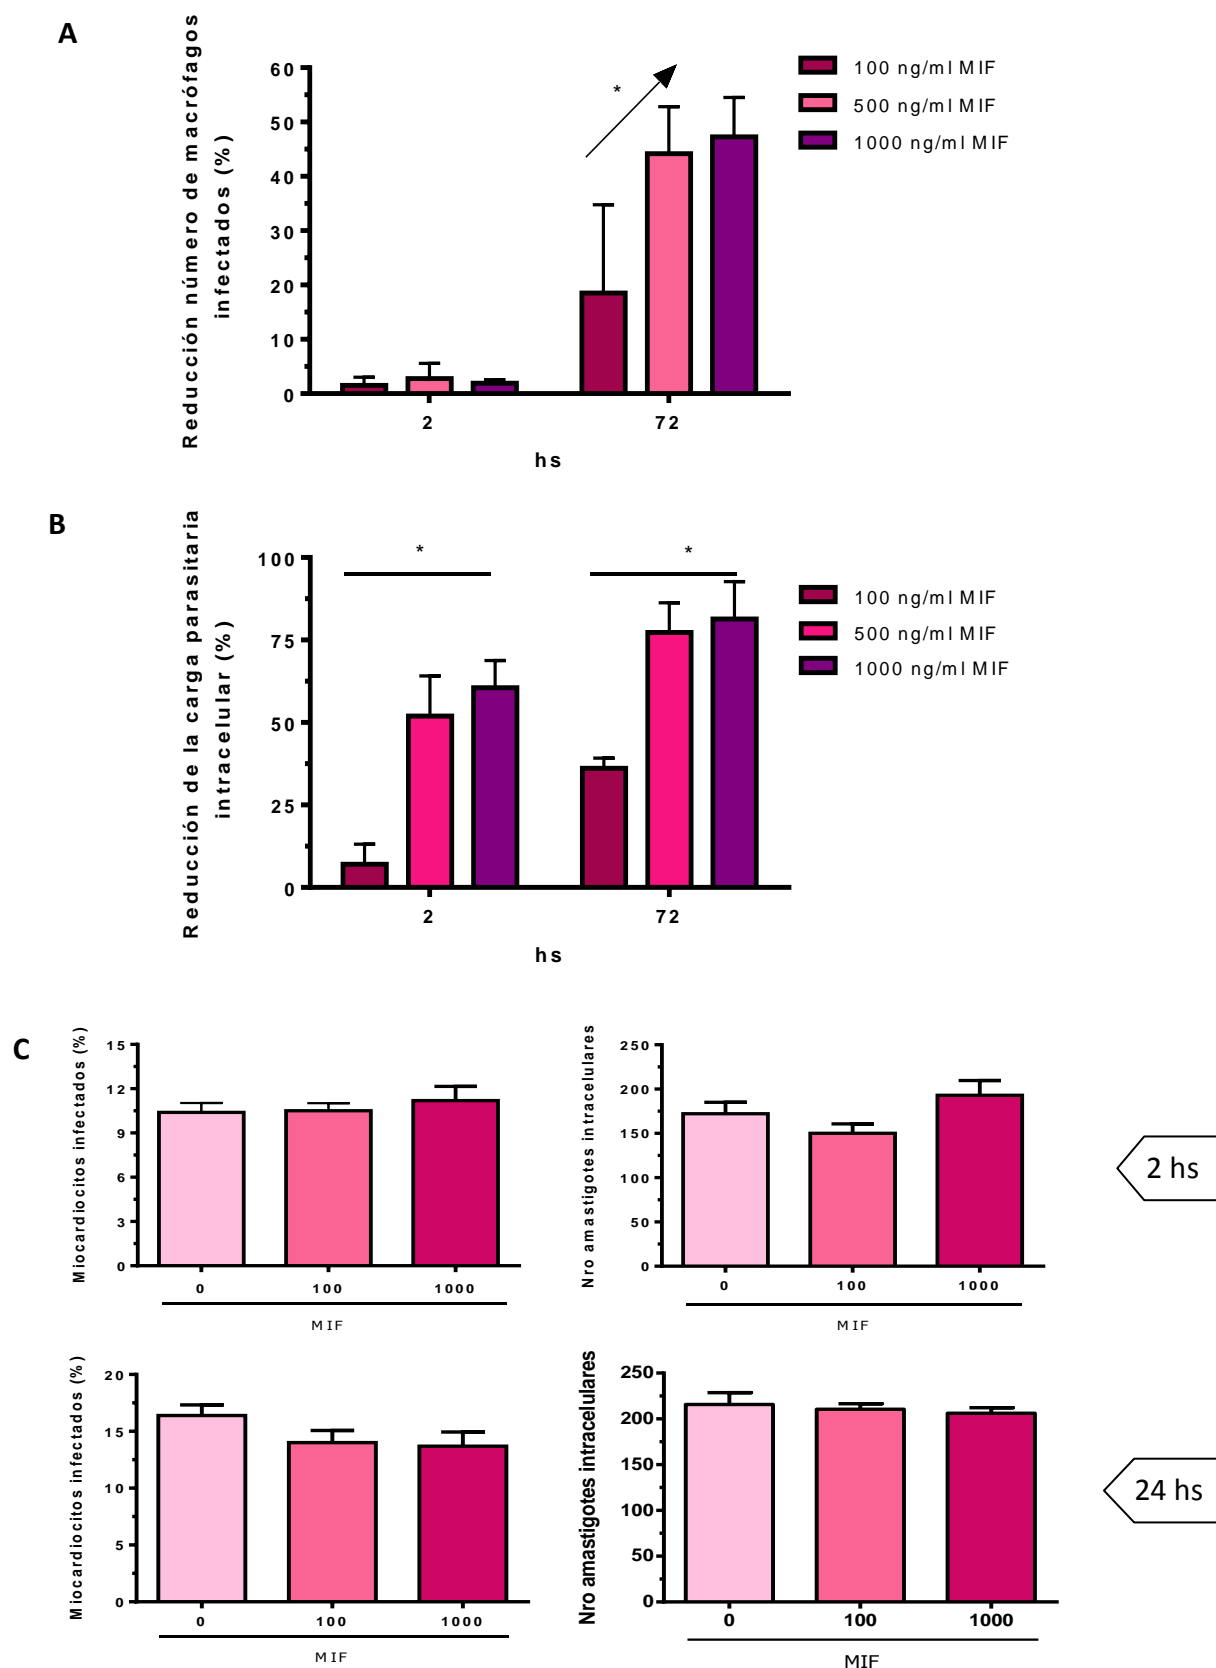 A
Reducción número de macrófagos
infectados (%)
60
50
40
30
20
10
0
*
2
72
hs
100 ng/ml MIF
500 ng/ml MIF
1000 ng/ml MIF
B
Reducción de la carga parasitaria
intracelular (%)
100
75
50
25
0
*
*
2
72
hs
100 ng/ml MIF
500 ng/ml MIF
1000 ng/ml MIF
C
Miocardiocitos infectados (%)
15
12
9
6
3
0
0
100
1000
MIF
Nro amastigotes intracelulares
250
200
150
100
50
0
0
100
1000
MIF
2 hs
Miocardiocitos infectados (%)
20
15
10
5
0
0
100
1000
MIF
Nro amastigotes intracelulares
250
200
150
100
50
0
0
100
1000
MIF
24 hs